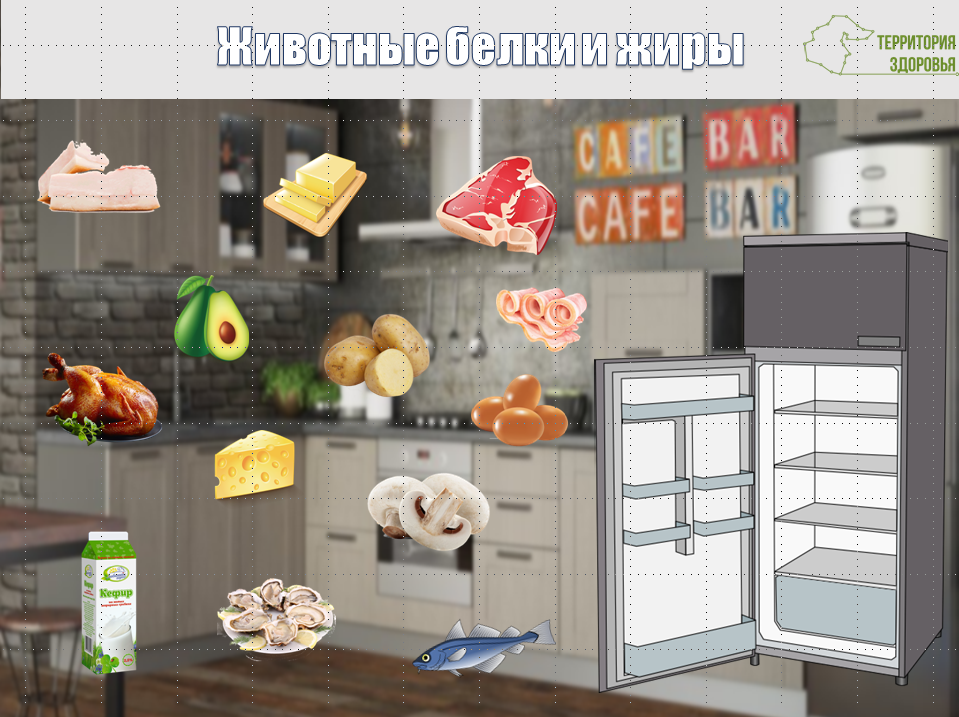 Животные белки и жиры
ТЕРРИТОРИЯ
ЗДОРОВЬЯ
CAFE BAR
CAFE BAR
Кефир